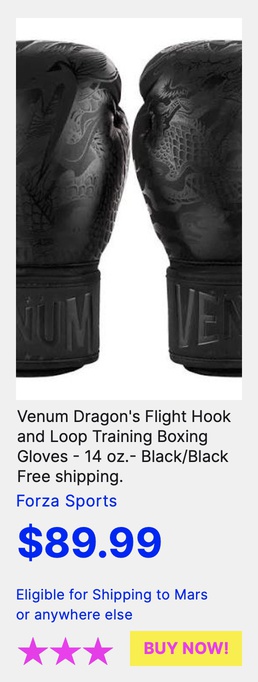 NUM VEN
Venum Dragon's Flight Hook
and Loop Training Boxing
Gloves - 14 oz.- Black/Black
Free shipping.
Forza Sports
$89.99
Eligible for Shipping to Mars
or anywhere else
BUY NOW!